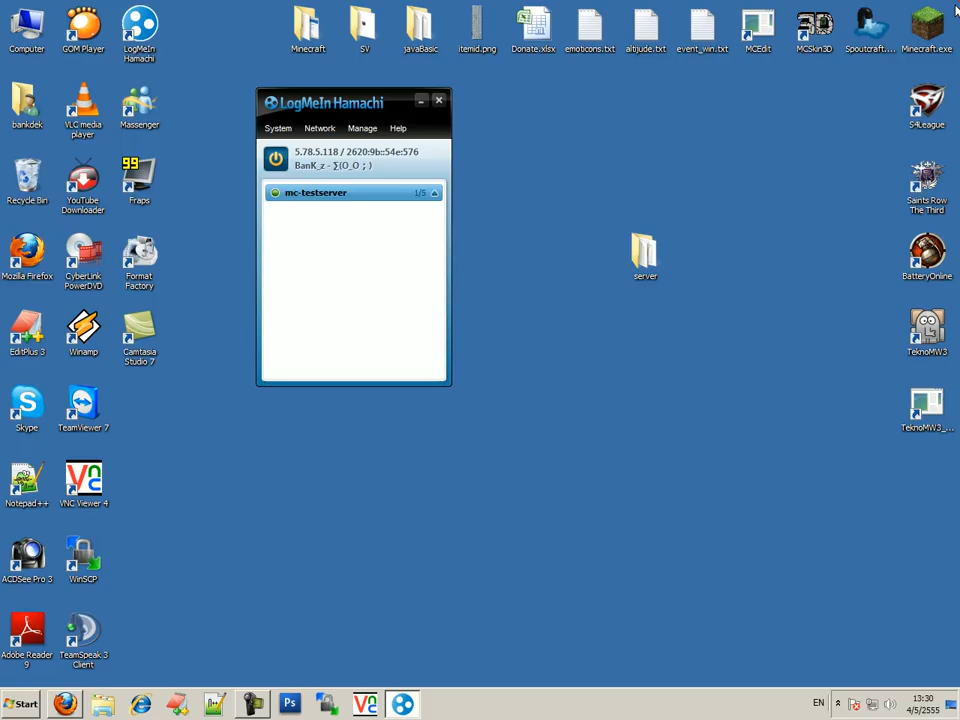 Computer
GOM Player
LogMeIn
Hamachi
Minecraft
SV
javaBasic
itemid.png
Donate.xlsx
emoticons.txt
altijude.txt
event_win.txt
MCEdit
3D
MCSkin3D
Spoutcraft....
Minecraft.exe
bankdek
VLC media
player
Massenger
LogMeIn Hamachi
System Network Manage Help
5.78.5.118 / 2620:9b::54e:576
BanK_z - ∑(O_O ; )
mc-testserver 1/5
S4League
Recycle Bin
YouTube
Downloader
99
Fraps
Saints Row
The Third
Mozilla Firefox
CyberLink
PowerDVD
Format
Factory
server
BatteryOnline
EditPlus 3
Winamp
Camtasia
Studio 7
TeknoMW3
Skype
TeamViewer 7
TeknoMW3_...
Notepad++
VNC Viewer 4
ACDSee Pro 3
WinSCP
Adobe Reader
9
TeamSpeak 3
Client
Start
Ps
EN
13:30
4/5/2555